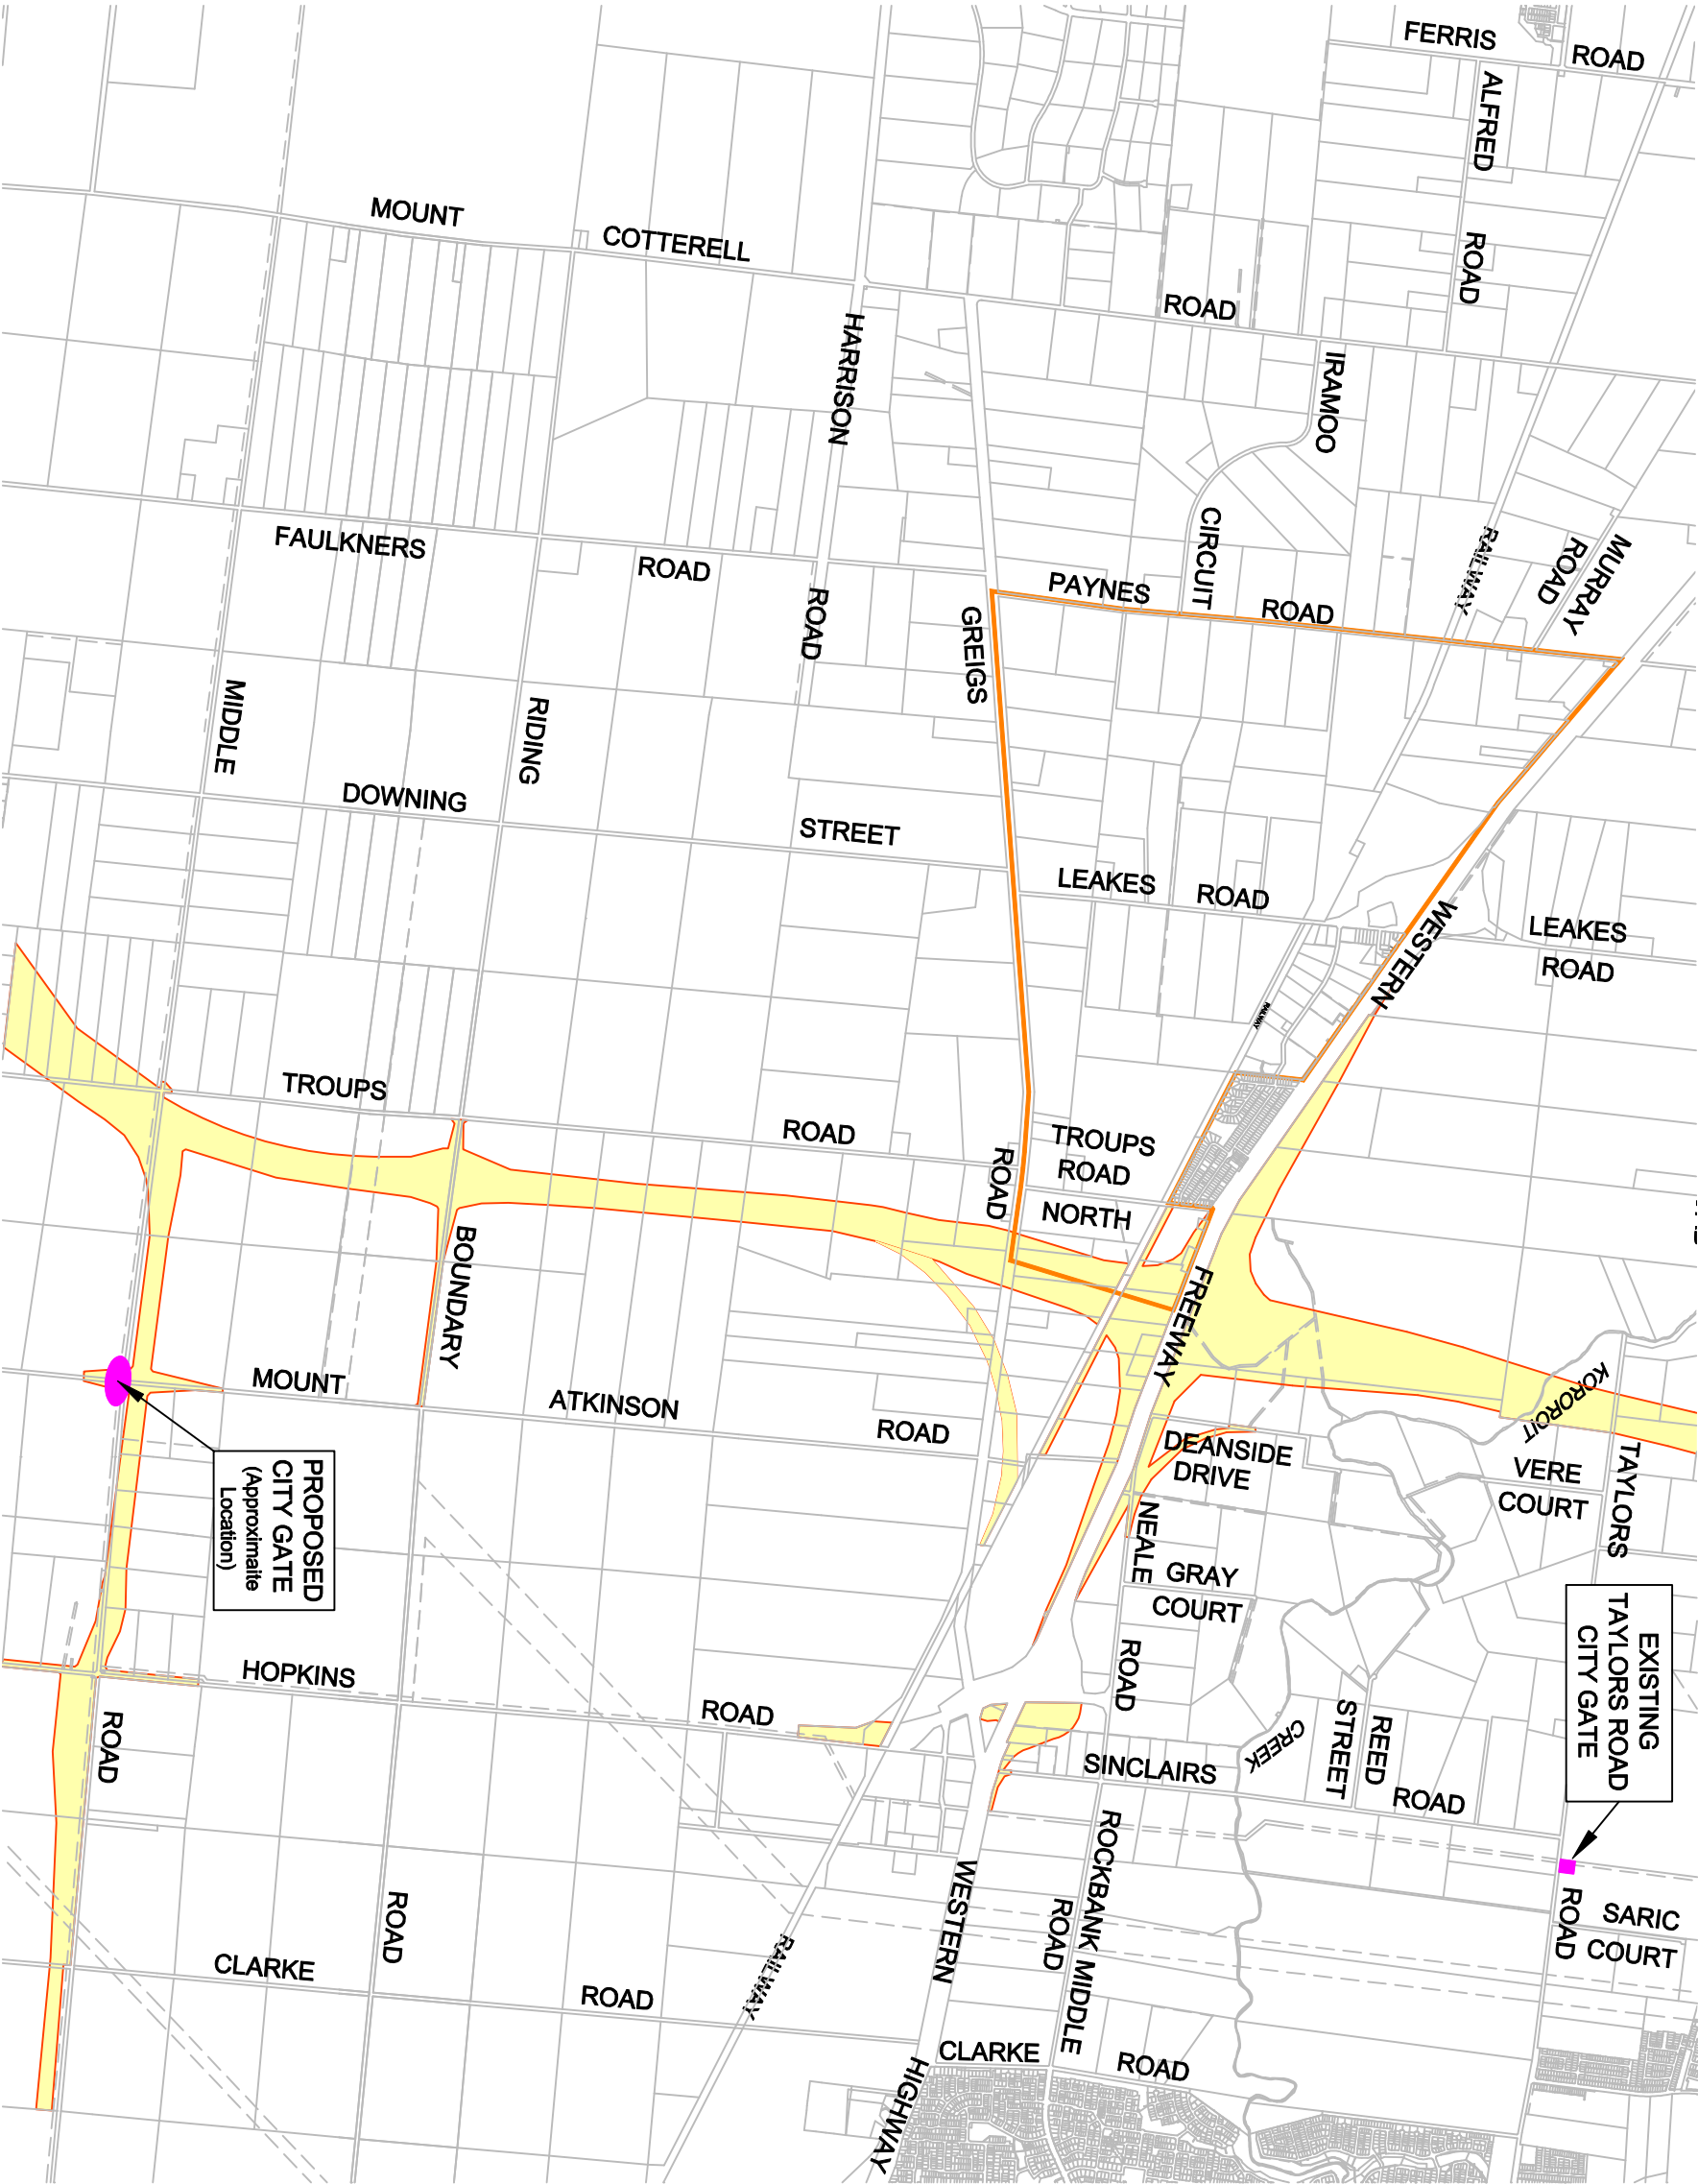 FERRIS
ROAD
ALFRED
ROAD
MOUNT
COTTERELL
ROAD
HARRISON
ROAD
IRAMOO
CIRCUIT
MURRAY
ROAD
RAILWAY
FAULKNERS
ROAD
PAYNES
ROAD
GREIGS
ROAD
MIDDLE
RIDING
DOWNING
STREET
LEAKES
ROAD
LEAKES
ROAD
WESTERN
FREEWAY
RAILWAY
TROUPS
ROAD
TROUPS
ROAD
NORTH
BOUNDARY
ROAD
MOUNT
ATKINSON
ROAD
KOROROIT
CREEK
DEANSIDE
DRIVE
VERE
COURT
TAYLORS
ROAD
NEALE
ROAD
GRAY
COURT
PROPOSED
CITY GATE
(Approximaite
Location)
EXISTING
TAYLORS ROAD
CITY GATE
HOPKINS
ROAD
ROAD
SINCLAIRS
ROAD
REED
STREET
ROCKBANK MIDDLE
ROAD
SARIC
COURT
WESTERN
HIGHWAY
RAILWAY
CLARKE
ROAD
CLARKE
ROAD